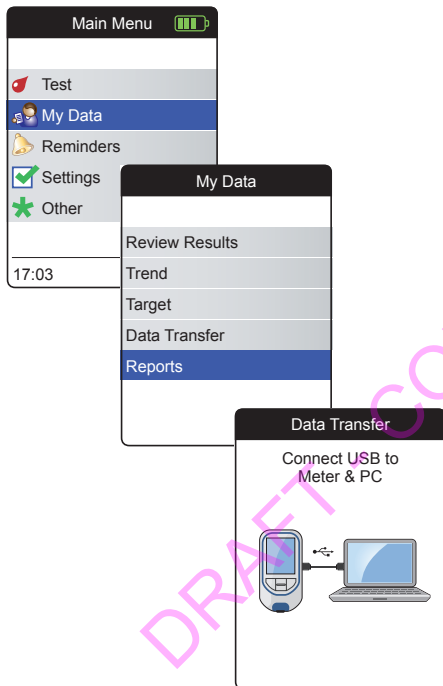 Main Menu
Test
My Data
Reminders
Settings
Other
17:03
My Data
Review Results
Trend
Target
Data Transfer
Reports
Data Transfer
Connect USB to
Meter & PC
DRAFT - CO